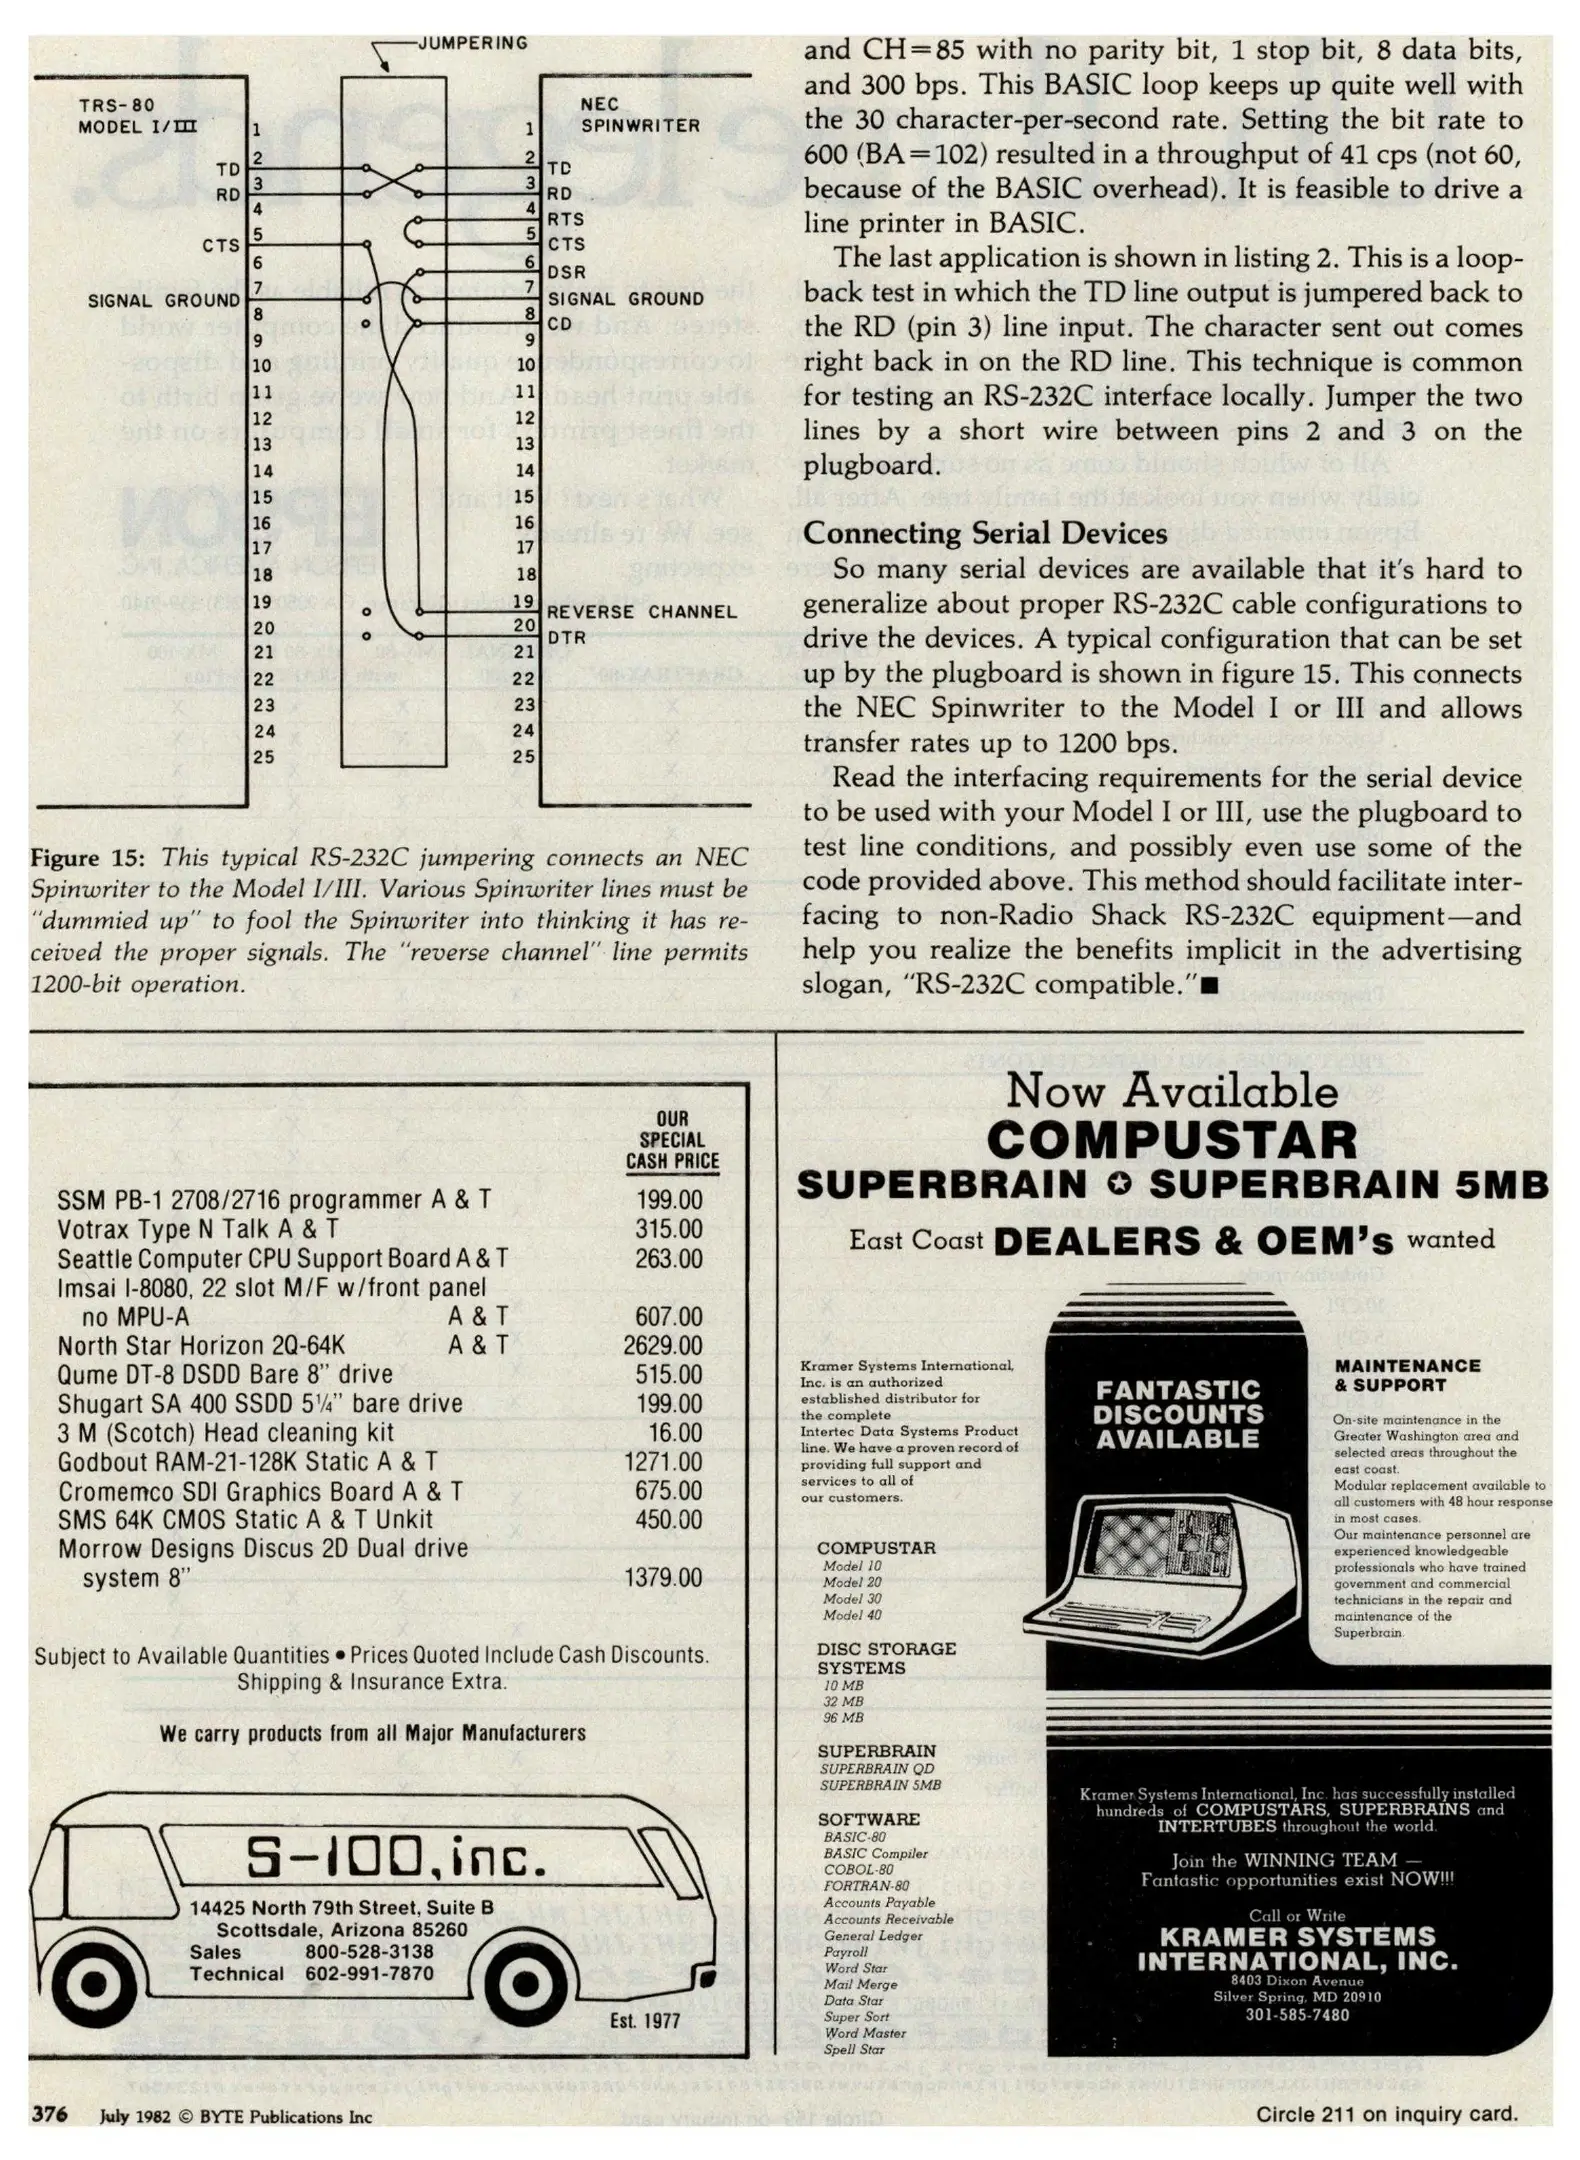 JUMPERING
TRS-80
MODEL I/III
NEC
SPINWRITER
1 1
TD 2 2 TD
RD 3 3 RD
4 4 RTS
CTS 5 5 CTS
6 6 DSR
SIGNAL GROUND 7 7 SIGNAL GROUND
8 8 CD
9 9
10 10
11 11
12 12
13 13
14 14
15 15
16 16
17 17
18 18
19 19 REVERSE CHANNEL
20 20 DTR
21 21
22 22
23 23
24 24
25 25
Figure 15: This typical RS-232C jumpering connects an NEC
Spinwriter to the Model I/III. Various Spinwriter lines must be
"dummied up" to fool the Spinwriter into thinking it has re-
ceived the proper signals. The "reverse channel" line permits
1200-bit operation.
and CH=85 with no parity bit, 1 stop bit, 8 data bits,
and 300 bps. This BASIC loop keeps up quite well with
the 30 character-per-second rate. Setting the bit rate to
600 (BA=102) resulted in a throughput of 41 cps (not 60,
because of the BASIC overhead). It is feasible to drive a
line printer in BASIC.
The last application is shown in listing 2. This is a loop-
back test in which the TD line output is jumpered back to
the RD (pin 3) line input. The character sent out comes
right back in on the RD line. This technique is common
for testing an RS-232C interface locally. Jumper the two
lines by a short wire between pins 2 and 3 on the
plugboard.
Connecting Serial Devices
So many serial devices are available that it's hard to
generalize about proper RS-232C cable configurations to
drive the devices. A typical configuration that can be set
up by the plugboard is shown in figure 15. This connects
the NEC Spinwriter to the Model I or III and allows
transfer rates up to 1200 bps.
Read the interfacing requirements for the serial device
to be used with your Model I or III, use the plugboard to
test line conditions, and possibly even use some of the
code provided above. This method should facilitate inter-
facing to non-Radio Shack RS-232C equipment—and
help you realize the benefits implicit in the advertising
slogan, "RS-232C compatible."■
OUR
SPECIAL
CASH PRICE
SSM PB-1 2708/2716 programmer A & T 199.00
Votrax Type N Talk A & T 315.00
Seattle Computer CPU Support Board A & T 263.00
Imsai I-8080, 22 slot M/F w/front panel
no MPU-A A & T 607.00
North Star Horizon 2Q-64K A & T 2629.00
Qume DT-8 DSDD Bare 8" drive 515.00
Shugart SA 400 SSDD 5¼" bare drive 199.00
3 M (Scotch) Head cleaning kit 16.00
Godbout RAM-21-128K Static A & T 1271.00
Cromemco SDI Graphics Board A & T 675.00
SMS 64K CMOS Static A & T Unkit 450.00
Morrow Designs Discus 2D Dual drive
system 8" 1379.00
Subject to Available Quantities • Prices Quoted Include Cash Discounts.
Shipping & Insurance Extra.
We carry products from all Major Manufacturers
S-100, inc.
14425 North 79th Street, Suite B
Scottsdale, Arizona 85260
Sales 800-528-3138
Technical 602-991-7870
Est. 1977
Now Available
COMPUSTAR
SUPERBRAIN ✪ SUPERBRAIN 5MB
East Coast DEALERS & OEM's wanted
Kramer Systems International,
Inc. is an authorized
established distributor for
the complete
Intertec Data Systems Product
line. We have a proven record of
providing full support and
services to all of
our customers.
COMPUSTAR
Model 10
Model 20
Model 30
Model 40
DISC STORAGE
SYSTEMS
10 MB
32 MB
96 MB
SUPERBRAIN
SUPERBRAIN QD
SUPERBRAIN 5MB
SOFTWARE
BASIC-80
BASIC Compiler
COBOL-80
FORTRAN-80
Accounts Payable
Accounts Receivable
General Ledger
Payroll
Word Star
Mail Merge
Data Star
Super Sort
Word Master
Spell Star
FANTASTIC
DISCOUNTS
AVAILABLE
MAINTENANCE
& SUPPORT
On-site maintenance in the
Greater Washington area and
selected areas throughout the
east coast.
Modular replacement available to
all customers with 48 hour response
in most cases.
Our maintenance personnel are
experienced knowledgeable
professionals who have trained
government and commercial
technicians in the repair and
maintenance of the
Superbrain.
Kramer Systems International, Inc. has successfully installed
hundreds of COMPUSTARS, SUPERBRAINS and
INTERTUBES throughout the world.
Join the WINNING TEAM —
Fantastic opportunities exist NOW!!!
Call or Write
KRAMER SYSTEMS
INTERNATIONAL, INC.
8403 Dixon Avenue
Silver Spring, MD 20910
301-585-7480
376 July 1982 © BYTE Publications Inc
Circle 211 on inquiry card.